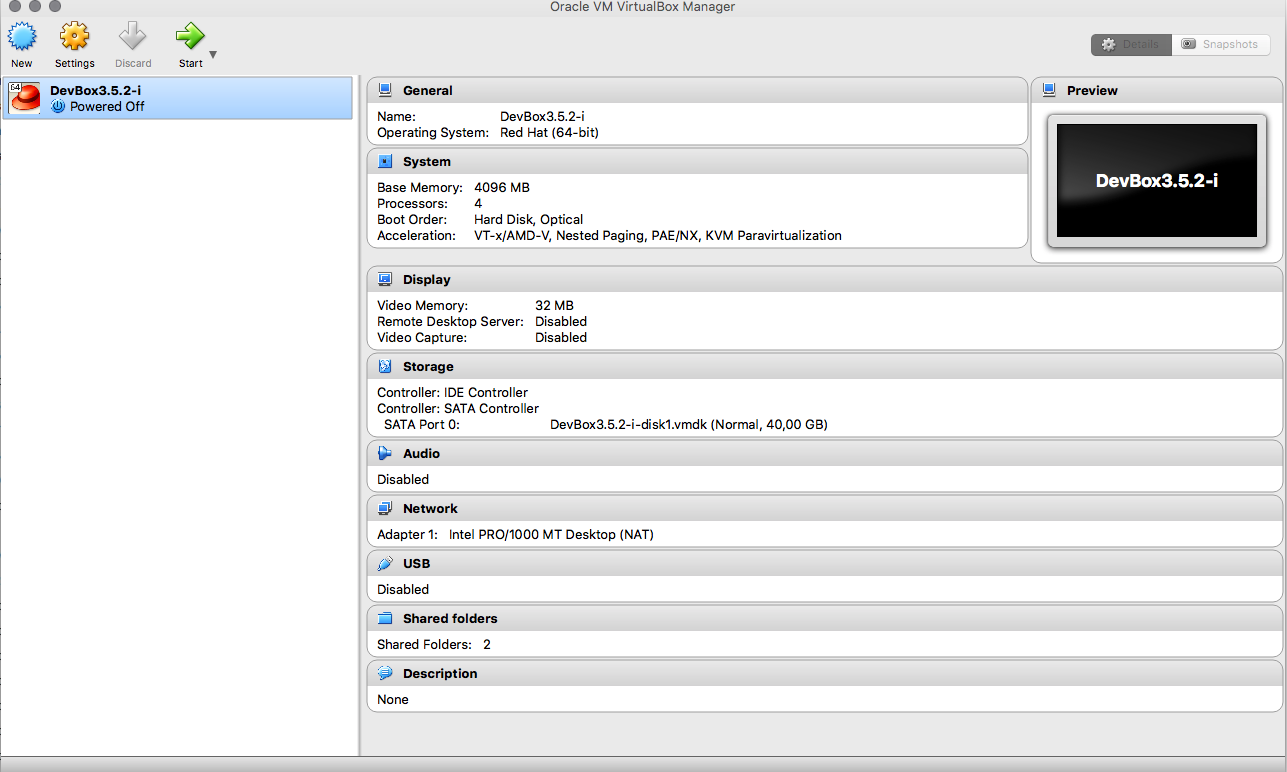 Oracle VM VirtualBox Manager
New
Settings
Discard
Start
Details
Snapshots
64
DevBox3.5.2-i
Powered Off
General
Name: DevBox3.5.2-i
Operating System: Red Hat (64-bit)
System
Base Memory: 4096 MB
Processors: 4
Boot Order: Hard Disk, Optical
Acceleration: VT-x/AMD-V, Nested Paging, PAE/NX, KVM Paravirtualization
Preview
DevBox3.5.2-i
Display
Video Memory: 32 MB
Remote Desktop Server: Disabled
Video Capture: Disabled
Storage
Controller: IDE Controller
Controller: SATA Controller
SATA Port 0: DevBox3.5.2-i-disk1.vmdk (Normal, 40,00 GB)
Audio
Disabled
Network
Adapter 1: Intel PRO/1000 MT Desktop (NAT)
USB
Disabled
Shared folders
Shared Folders: 2
Description
None